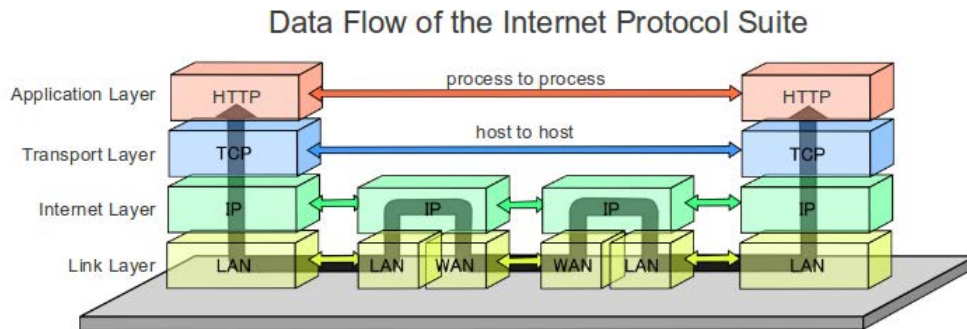 Data Flow of the Internet Protocol Suite
Application Layer HTTP process to process HTTP
Transport Layer TCP host to host TCP
Internet Layer IP IP IP IP
Link Layer LAN LAN WAN WAN LAN LAN